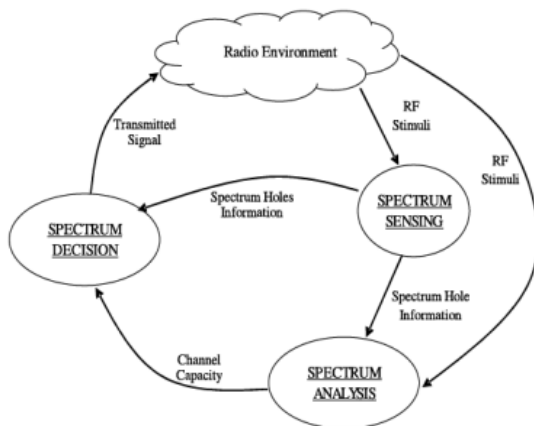 Radio Environment
RF
Stimuli
Transmitted
Signal
RF
Stimuli
Spectrum Holes
Information
SPECTRUM
SENSING
SPECTRUM
DECISION
Spectrum Hole
Information
Channel
Capacity
SPECTRUM
ANALYSIS